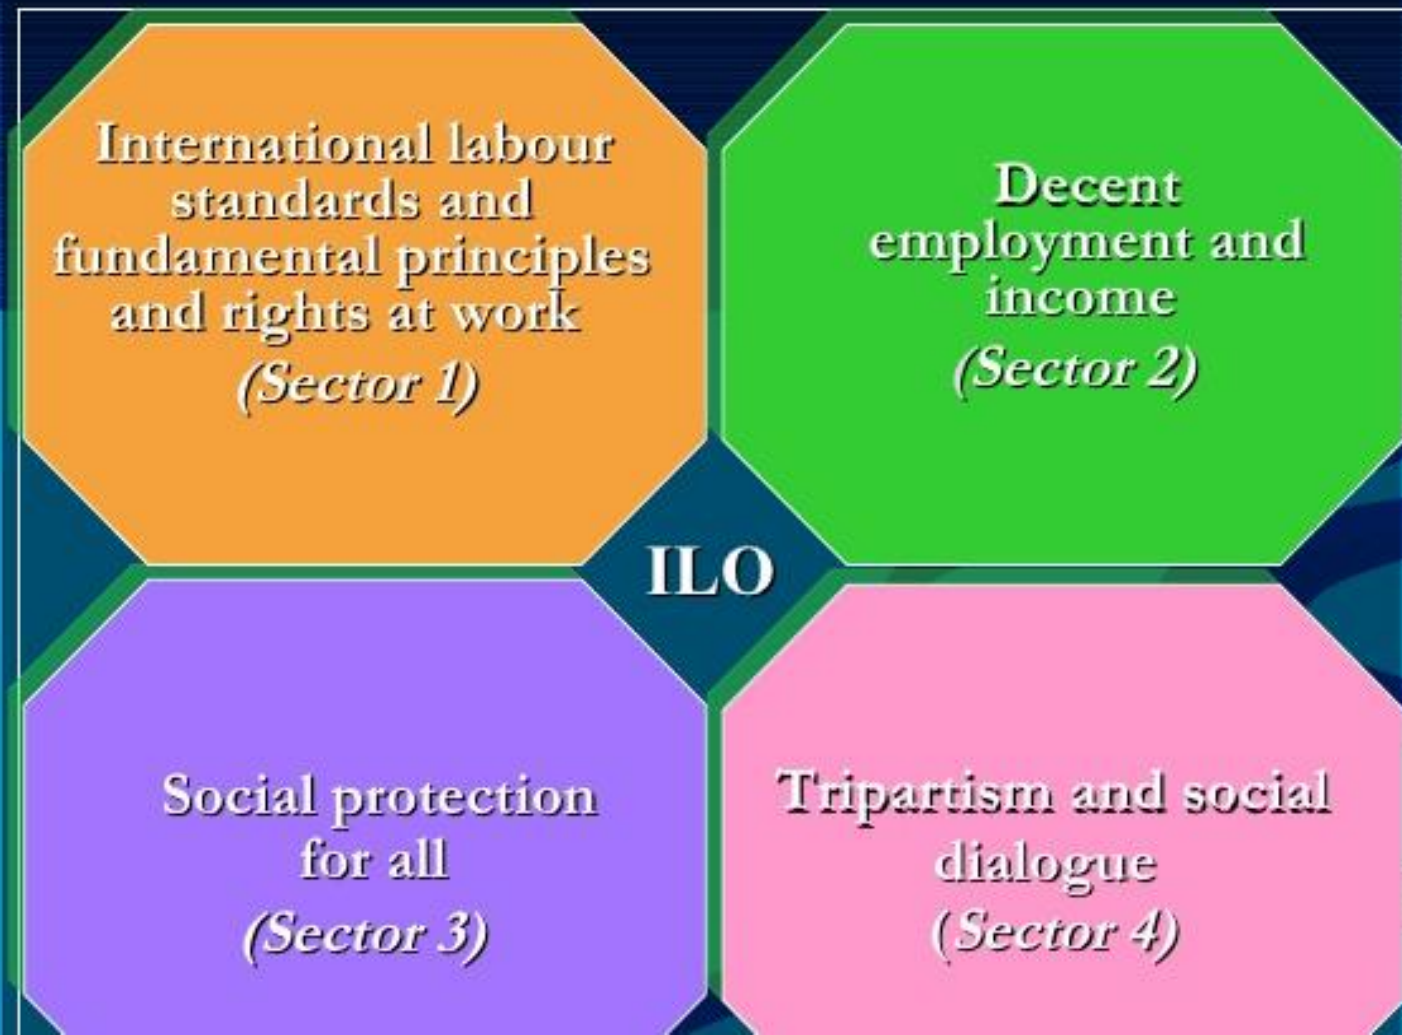 International labour
standards and
fundamental principles
and rights at work
(Sector 1)
Decent
employment and
income
(Sector 2)
ILO
Social protection
for all
(Sector 3)
Tripartism and social
dialogue
(Sector 4)